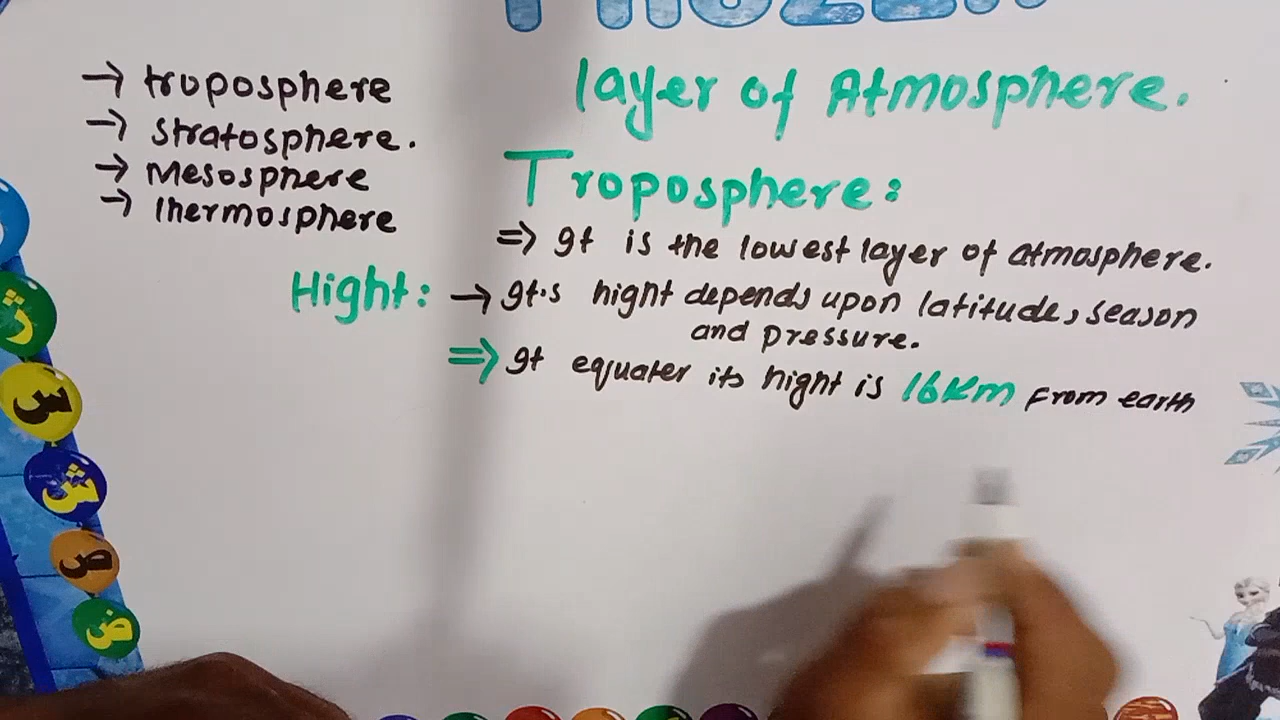 FROZEN
layer of Atmosphere.
→ troposphere
→ stratosphere.
→ Mesosphere
→ thermosphere
Troposphere:
⇒ It is the lowest layer of atmosphere.
Hight: → It's hight depends upon latitude, season
and pressure.
⇒ It equater its hight is 16Km From earth
ژ
س
ش
ص
ض